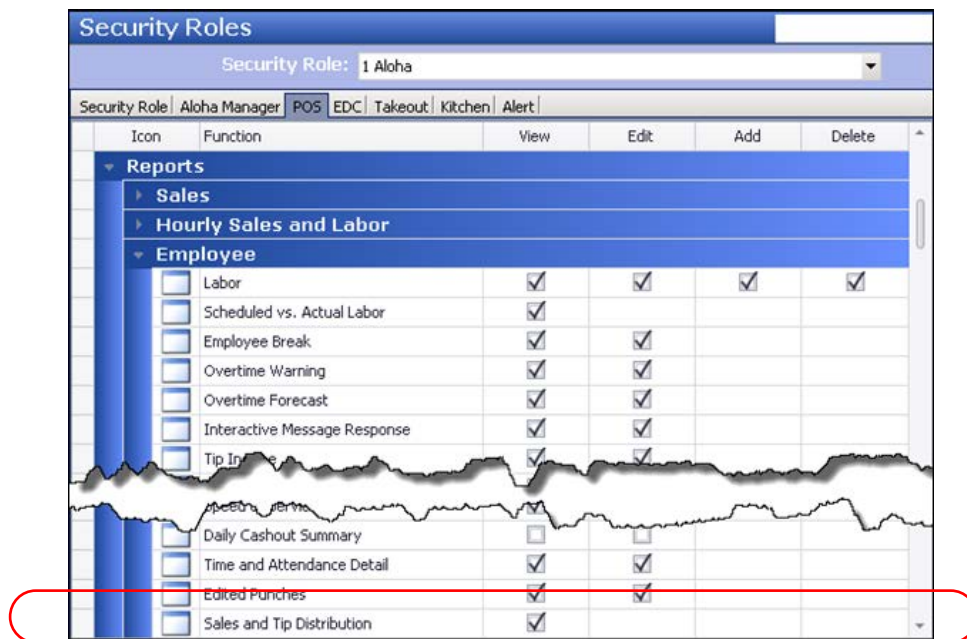 Security Roles
Security Role: 1 Aloha
Security Role Aloha Manager POS EDC Takeout Kitchen Alert
Icon Function View Edit Add Delete
Reports
Sales
Hourly Sales and Labor
Employee
Labor
Scheduled vs. Actual Labor
Employee Break
Overtime Warning
Overtime Forecast
Interactive Message Response
Tip
Daily Cashout Summary
Time and Attendance Detail
Edited Punches
Sales and Tip Distribution